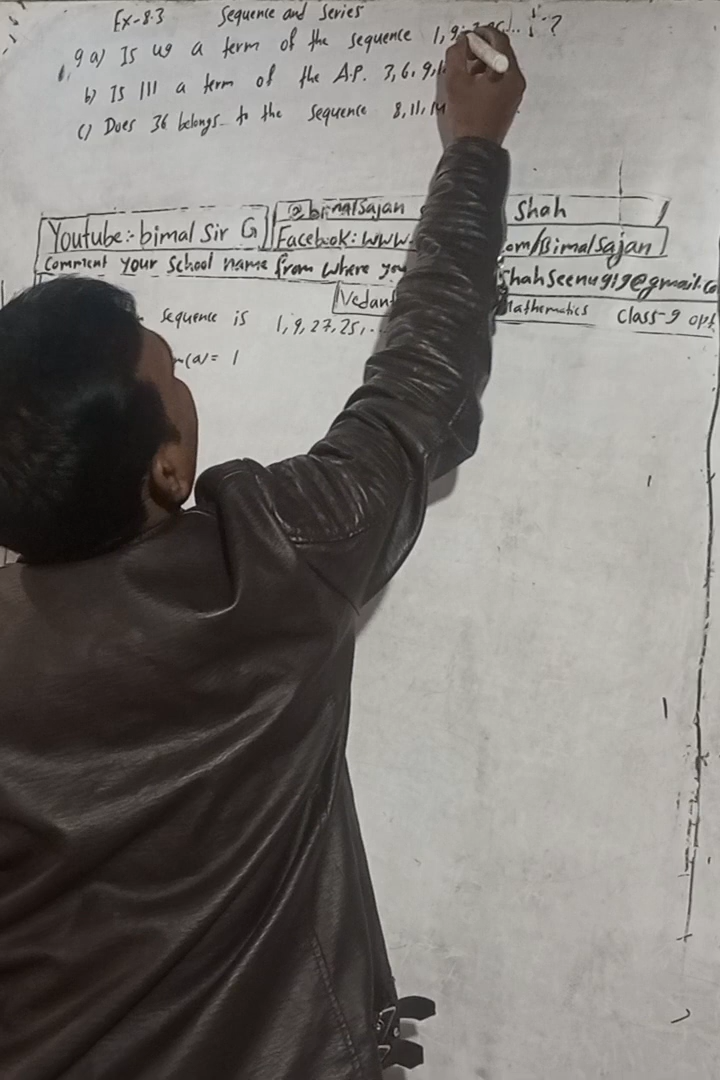 Ex-8.3 Sequence and Series
9 a) Is 49 a term of the sequence 1, 9, ?
b) Is 111 a term of the A.P. 3, 6, 9,
c) Does 36 belongs to the sequence 8, 11, 14
@bimalsajan Shah
Youtube:- bimal Sir G Facebook: www. om/Bimalsajan
Comment your School name from where you Shahseenu919@gmail.co
Vedan Mathematics Class-9 opt
Sequence is 1, 9, 27, 25, ..
(a) = 1